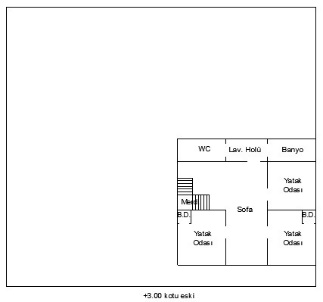 WC
Lav. Holü
Banyo
Yatak
Odası
Merd.
Sofa
B.D.
B.D.
Yatak
Odası
Yatak
Odası
+3.00 kotu eski